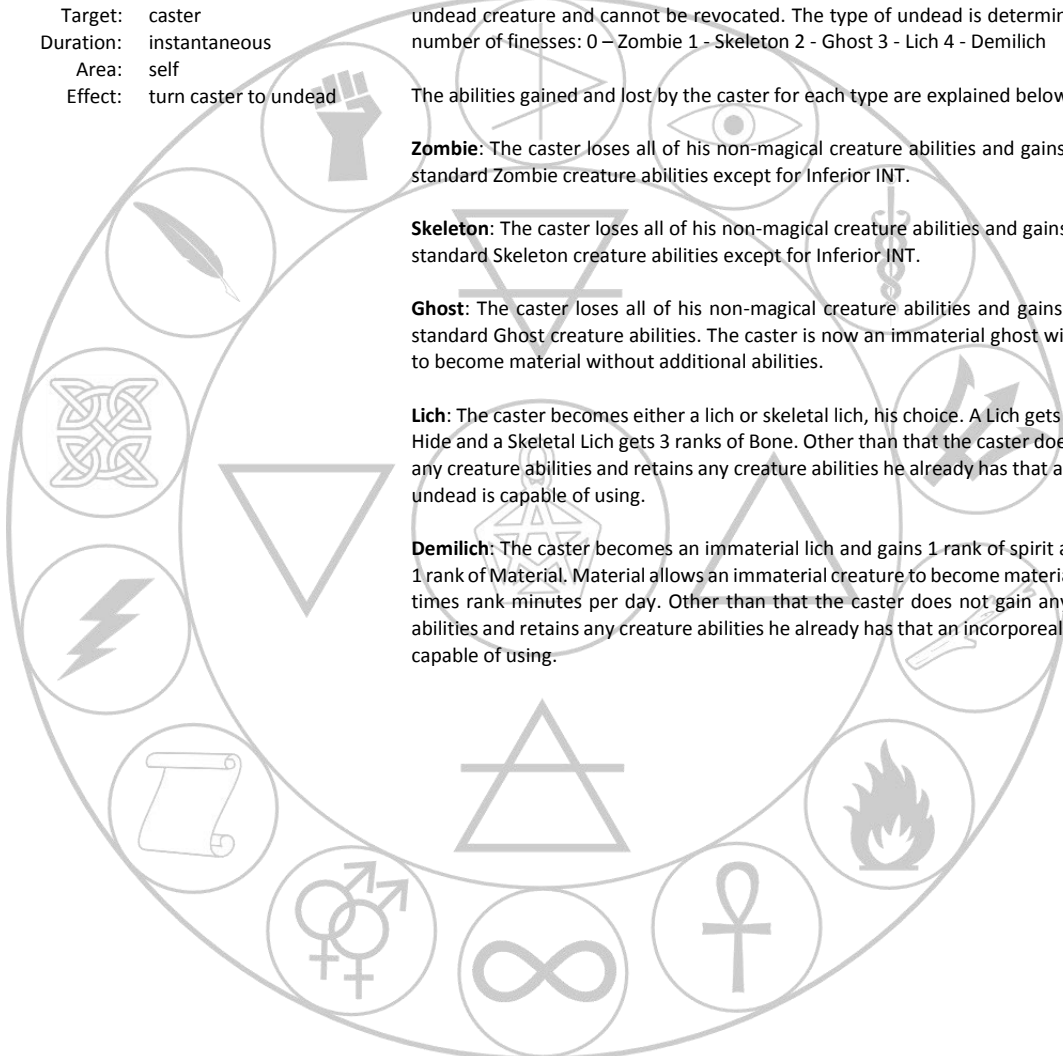 Target: caster
Duration: instantaneous
Area: self
Effect: turn caster to undead
undead creature and cannot be revocated. The type of undead is determin
number of finesses: 0 – Zombie 1 - Skeleton 2 - Ghost 3 - Lich 4 - Demilich
The abilities gained and lost by the caster for each type are explained below
Zombie: The caster loses all of his non-magical creature abilities and gains
standard Zombie creature abilities except for Inferior INT.
Skeleton: The caster loses all of his non-magical creature abilities and gains
standard Skeleton creature abilities except for Inferior INT.
Ghost: The caster loses all of his non-magical creature abilities and gains
standard Ghost creature abilities. The caster is now an immaterial ghost wi
to become material without additional abilities.
Lich: The caster becomes either a lich or skeletal lich, his choice. A Lich gets
Hide and a Skeletal Lich gets 3 ranks of Bone. Other than that the caster doe
any creature abilities and retains any creature abilities he already has that a
undead is capable of using.
Demilich: The caster becomes an immaterial lich and gains 1 rank of spirit a
1 rank of Material. Material allows an immaterial creature to become materia
times rank minutes per day. Other than that the caster does not gain any
abilities and retains any creature abilities he already has that an incorporeal
capable of using.